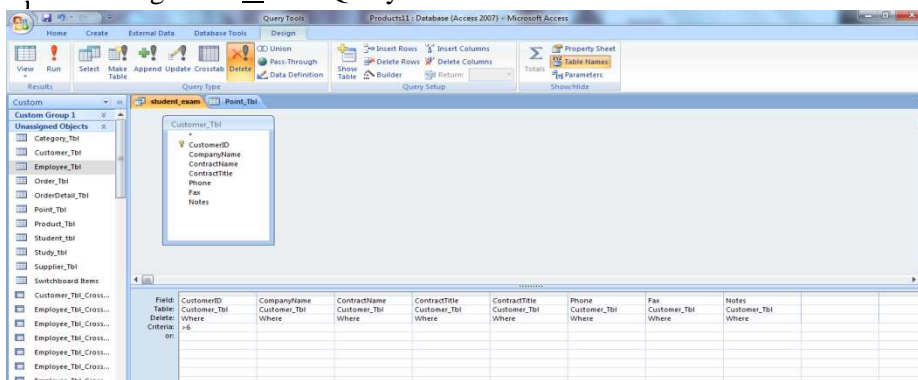 Query Tools
Products11 : Database (Access 2007) - Microsoft Access
Home Create External Data Database Tools Design
View Run Select Make Table Append Update Crosstab Delete
Union
Pass-Through
Data Definition
Show Table
Insert Rows
Delete Rows
Builder
Insert Columns
Delete Columns
Return:
Totals
Property Sheet
Table Names
Parameters
Results Query Type Query Setup Show/Hide
Custom
Custom Group 1
Unassigned Objects
Category_Tbl
Customer_Tbl
Employee_Tbl
Order_Tbl
OrderDetail_Tbl
Point_Tbl
Product_Tbl
Student_tbl
Study_tbl
Supplier_Tbl
Switchboard Items
Customer_Tbl_Cross...
Employee_Tbl_Cross...
Employee_Tbl_Cross...
Employee_Tbl_Cross...
Employee_Tbl_Cross...
Employee_Tbl_Cross...
student_exam Point_Tbl
Customer_Tbl
*
CustomerID
CompanyName
ContractName
ContractTitle
Phone
Fax
Notes
Field: CustomerID CompanyName ContractName ContractTitle ContractTitle Phone Fax Notes
Table: Customer_Tbl Customer_Tbl Customer_Tbl Customer_Tbl Customer_Tbl Customer_Tbl Customer_Tbl Customer_Tbl
Delete: Where Where Where Where Where Where Where Where
Criteria: >6
or: